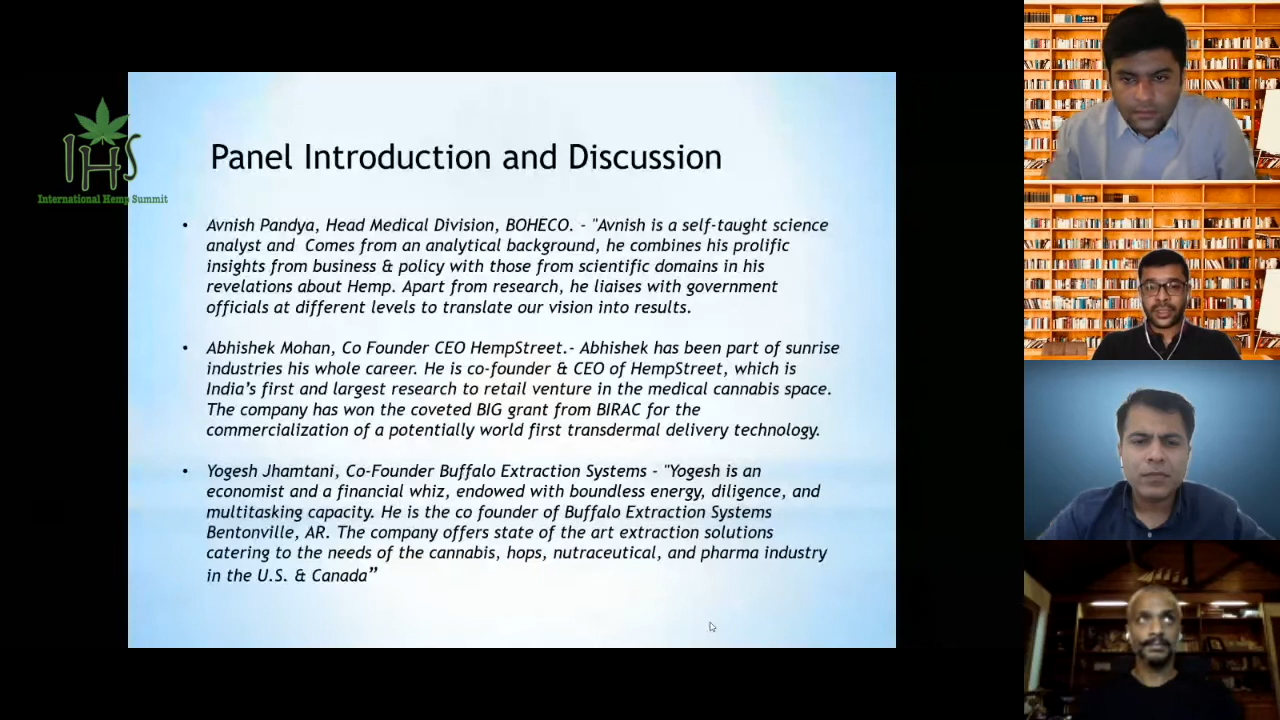 IHS
International Hemp Summit
Panel Introduction and Discussion
• Avnish Pandya, Head Medical Division, BOHECO. - "Avnish is a self-taught science
analyst and Comes from an analytical background, he combines his prolific
insights from business & policy with those from scientific domains in his
revelations about Hemp. Apart from research, he liaises with government
officials at different levels to translate our vision into results.
• Abhishek Mohan, Co Founder CEO HempStreet.- Abhishek has been part of sunrise
industries his whole career. He is co-founder & CEO of HempStreet, which is
India's first and largest research to retail venture in the medical cannabis space.
The company has won the coveted BIG grant from BIRAC for the
commercialization of a potentially world first transdermal delivery technology.
• Yogesh Jhamtani, Co-Founder Buffalo Extraction Systems - "Yogesh is an
economist and a financial whiz, endowed with boundless energy, diligence, and
multitasking capacity. He is the co founder of Buffalo Extraction Systems
Bentonville, AR. The company offers state of the art extraction solutions
catering to the needs of the cannabis, hops, nutraceutical, and pharma industry
in the U.S. & Canada”